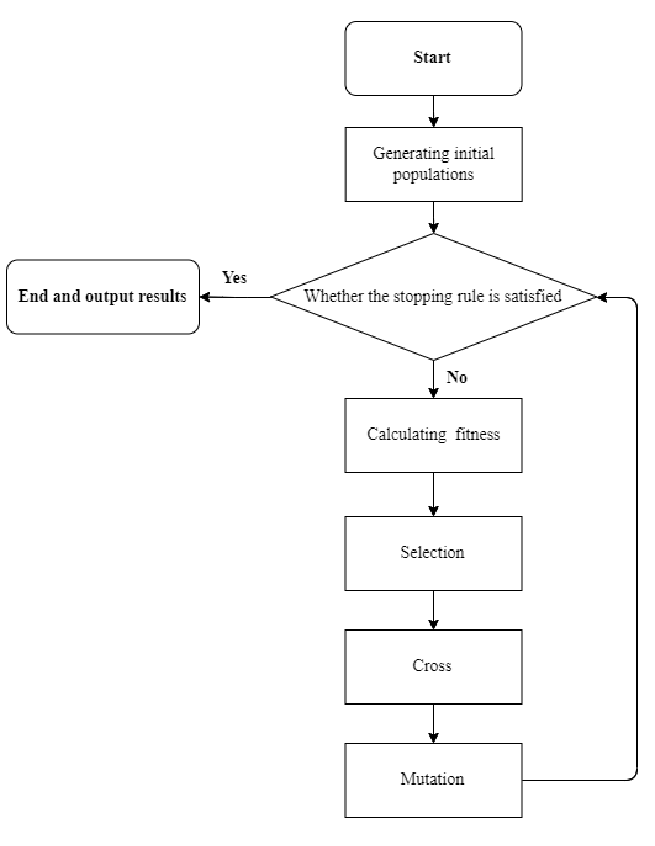 Start
Generating initial
populations
Yes
End and output results
Whether the stopping rule is satisfied
No
Calculating fitness
Selection
Cross
Mutation